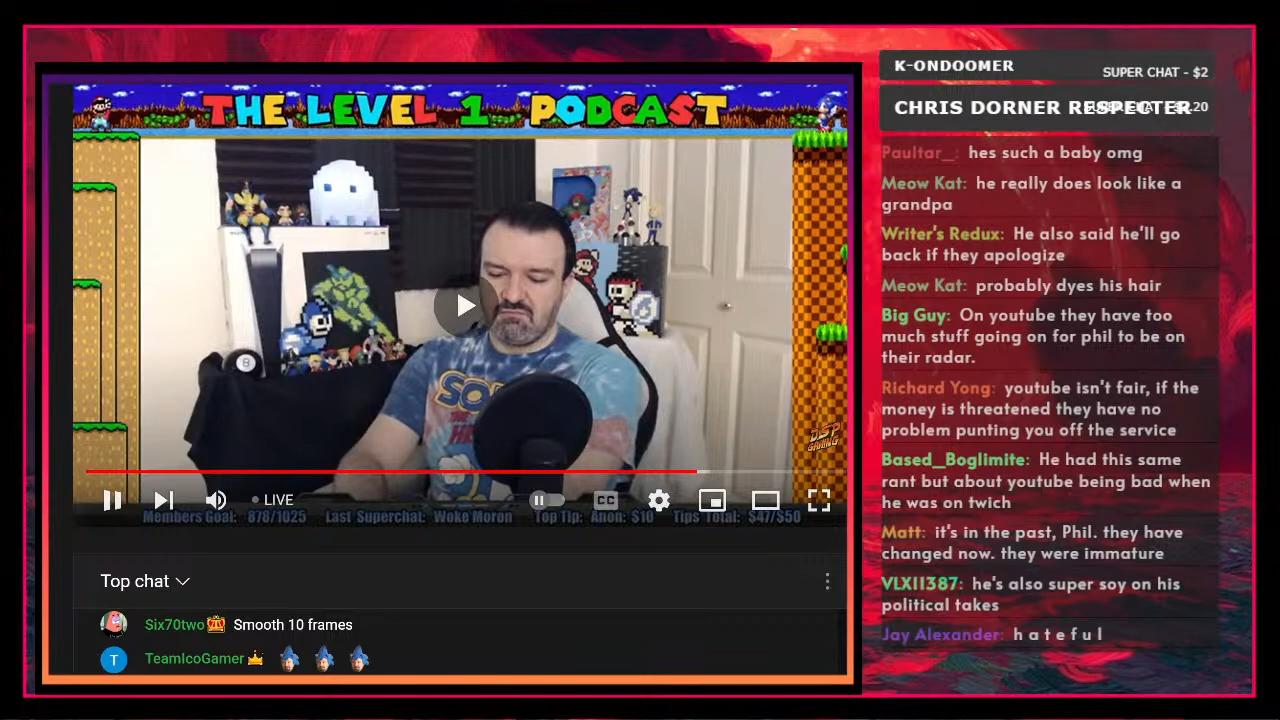 THE LEVEL 1 PODCAST
DSP
GAMING
LIVE
CC
Members Goal: 878/1025 Last Superchat: Woke Moron Top Tip: Anon: $10 Tips Total: $47/$50
Top chat
Six70two Smooth 10 frames
T TeamIcoGamer
K-ONDOOMER SUPER CHAT - $2
CHRIS DORNER RESPECTER
Paultar_: hes such a baby omg
Meow Kat: he really does look like a
grandpa
Writer's Redux: He also said he'll go
back if they apologize
Meow Kat: probably dyes his hair
Big Guy: On youtube they have too
much stuff going on for phil to be on
their radar.
Richard Yong: youtube isn't fair, if the
money is threatened they have no
problem punting you off the service
Based_Boglimite: He had this same
rant but about youtube being bad when
he was on twich
Matt: it's in the past, Phil. they have
changed now. they were immature
VLX11387: he's also super soy on his
political takes
Jay Alexander: h a t e f u l